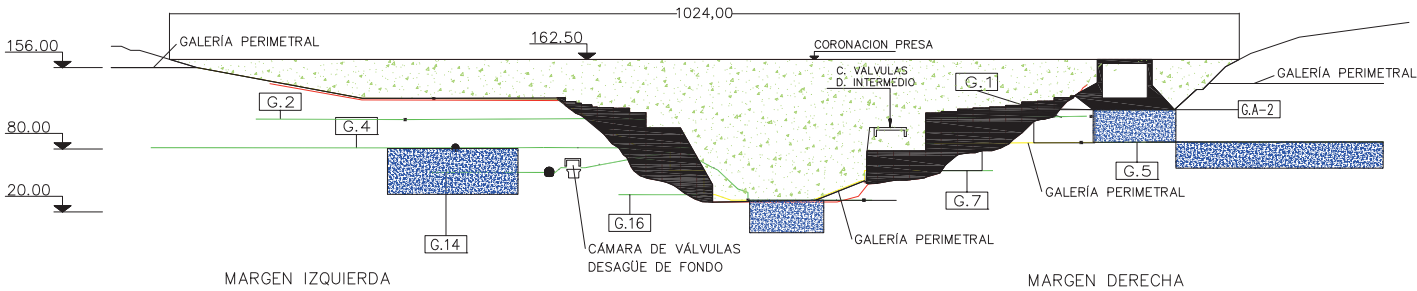 1024,00
156.00
GALERÍA PERIMETRAL
162.50
CORONACION PRESA
C. VÁLVULAS
D. INTERMEDIO
G.1
GALERÍA PERIMETRAL
G.2
G.A-2
80.00
G.4
G.5
20.00
GALERÍA PERIMETRAL
G.7
G.16
G.14
CÁMARA DE VÁLVULAS
DESAGÜE DE FONDO
GALERÍA PERIMETRAL
MARGEN IZQUIERDA
MARGEN DERECHA